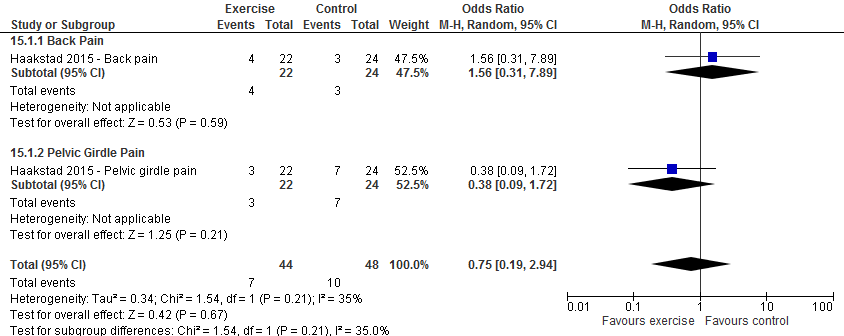 Exercise Control Odds Ratio Odds Ratio
Study or Subgroup Events Total Events Total Weight M-H, Random, 95% CI M-H, Random, 95% CI
15.1.1 Back Pain
Haakstad 2015 - Back pain 4 22 3 24 47.5% 1.56 [0.31, 7.89]
Subtotal (95% CI) 22 24 47.5% 1.56 [0.31, 7.89]
Total events 4 3
Heterogeneity: Not applicable
Test for overall effect: Z = 0.53 (P = 0.59)
15.1.2 Pelvic Girdle Pain
Haakstad 2015 - Pelvic girdle pain 3 22 7 24 52.5% 0.38 [0.09, 1.72]
Subtotal (95% CI) 22 24 52.5% 0.38 [0.09, 1.72]
Total events 3 7
Heterogeneity: Not applicable
Test for overall effect: Z = 1.25 (P = 0.21)
Total (95% CI) 44 48 100.0% 0.75 [0.19, 2.94]
Total events 7 10
Heterogeneity: Tau² = 0.34; Chi² = 1.54, df = 1 (P = 0.21); I² = 35%
Test for overall effect: Z = 0.42 (P = 0.67)
Test for subgroup differences: Chi² = 1.54, df = 1 (P = 0.21), I² = 35.0%
0.01 0.1 1 10 100
Favours exercise Favours control